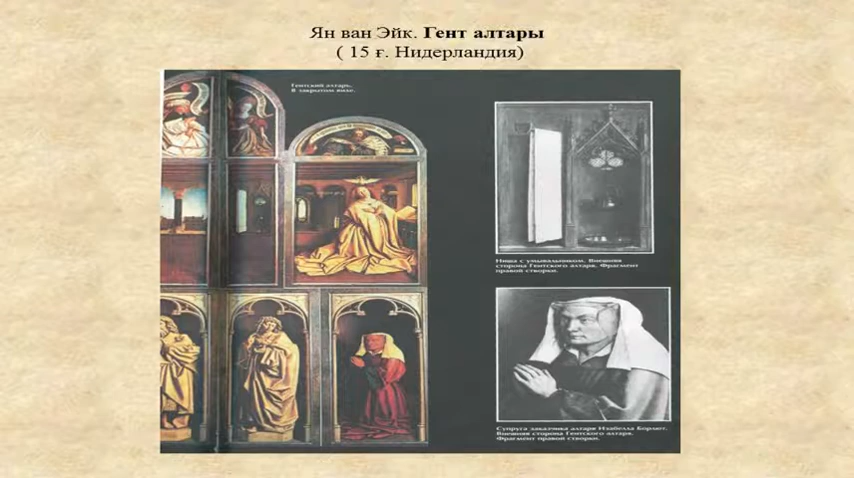 Ян ван Эйк. Гент алтары
( 15 ғ. Нидерландия)
Гентский алтарь.
В закрытом виде.
Ниша с умывальником. Внешняя
сторона Гентского алтаря. Фрагмент
правой створки.
Супруга заказчика алтаря Изабелла Борлют.
Внешняя сторона Гентского алтаря.
Фрагмент правой створки.